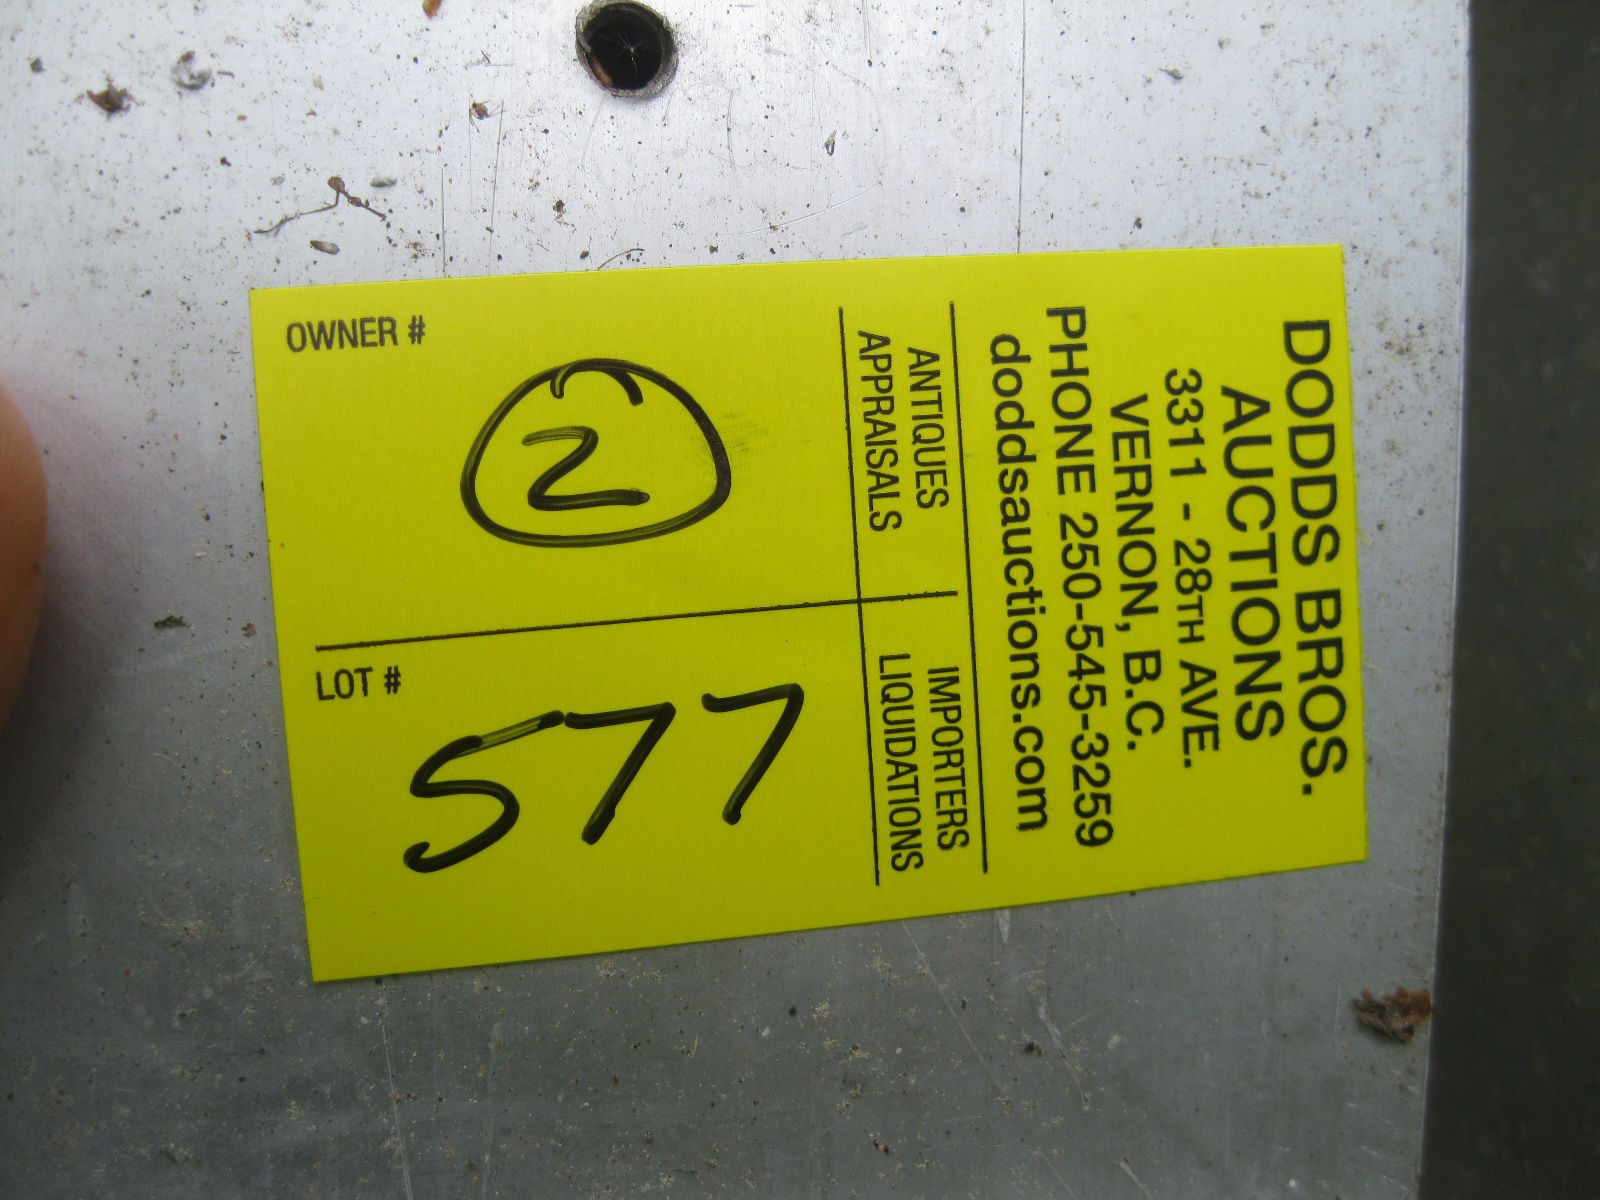 DODDS BROS.
AUCTIONS
3311 - 28TH AVE.
VERNON, B.C.
PHONE 250-545-3259
doddsauctions.com
ANTIQUES
APPRAISALS
IMPORTERS
LIQUIDATIONS
OWNER #
2
LOT #
577